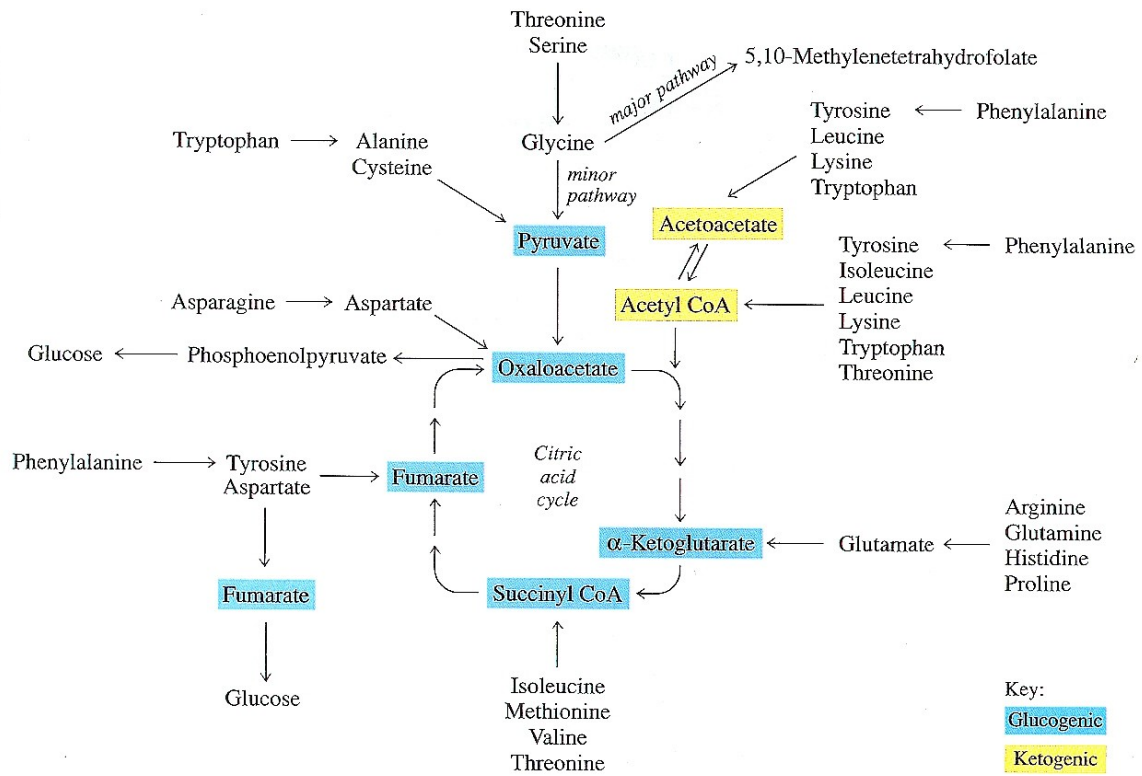 Threonine
Serine
5,10-Methylenetetrahydrofolate
major pathway
Tyrosine
Phenylalanine
Leucine
Lysine
Tryptophan
Tryptophan
Alanine
Cysteine
Glycine
minor
pathway
Acetoacetate
Pyruvate
Tyrosine
Phenylalanine
Isoleucine
Leucine
Lysine
Tryptophan
Threonine
Acetyl CoA
Asparagine
Aspartate
Glucose
Phosphoenolpyruvate
Oxaloacetate
Citric
acid
cycle
Phenylalanine
Tyrosine
Aspartate
Fumarate
α-Ketoglutarate
Glutamate
Arginine
Glutamine
Histidine
Proline
Fumarate
Succinyl CoA
Glucose
Isoleucine
Methionine
Valine
Threonine
Key:
Glucogenic
Ketogenic